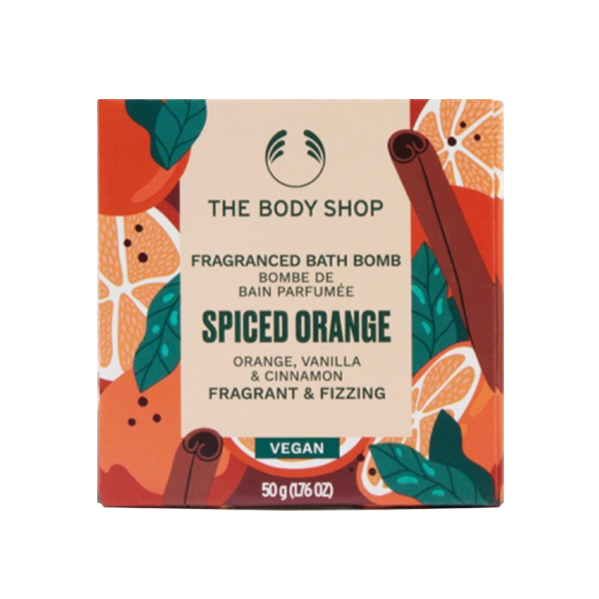 THE BODY SHOP
FRAGRANCED BATH BOMB
BOMBE DE
BAIN PARFUMÉE
SPICED ORANGE
ORANGE, VANILLA
& CINNAMON
FRAGRANT & FIZZING
VEGAN
50 g (1.76 OZ)